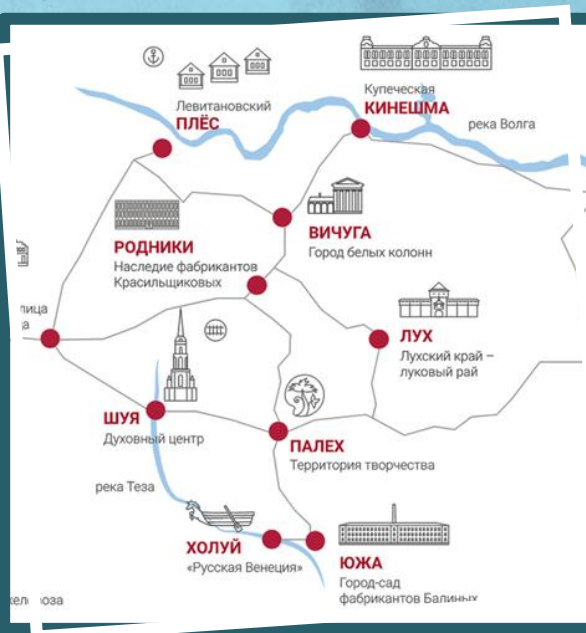 Левитановский
ПЛЁС
Купеческая
КИНЕШМА
река Волга
ВИЧУГА
Город белых колонн
РОДНИКИ
Наследие фабрикантов
Красильщиковых
ЛУХ
Лухский край –
луковый рай
ШУЯ
Духовный центр
ПАЛЕХ
Территория творчества
река Теза
ХОЛУЙ
«Русская Венеция»
ЮЖА
Город-сад
фабрикантов Балиных